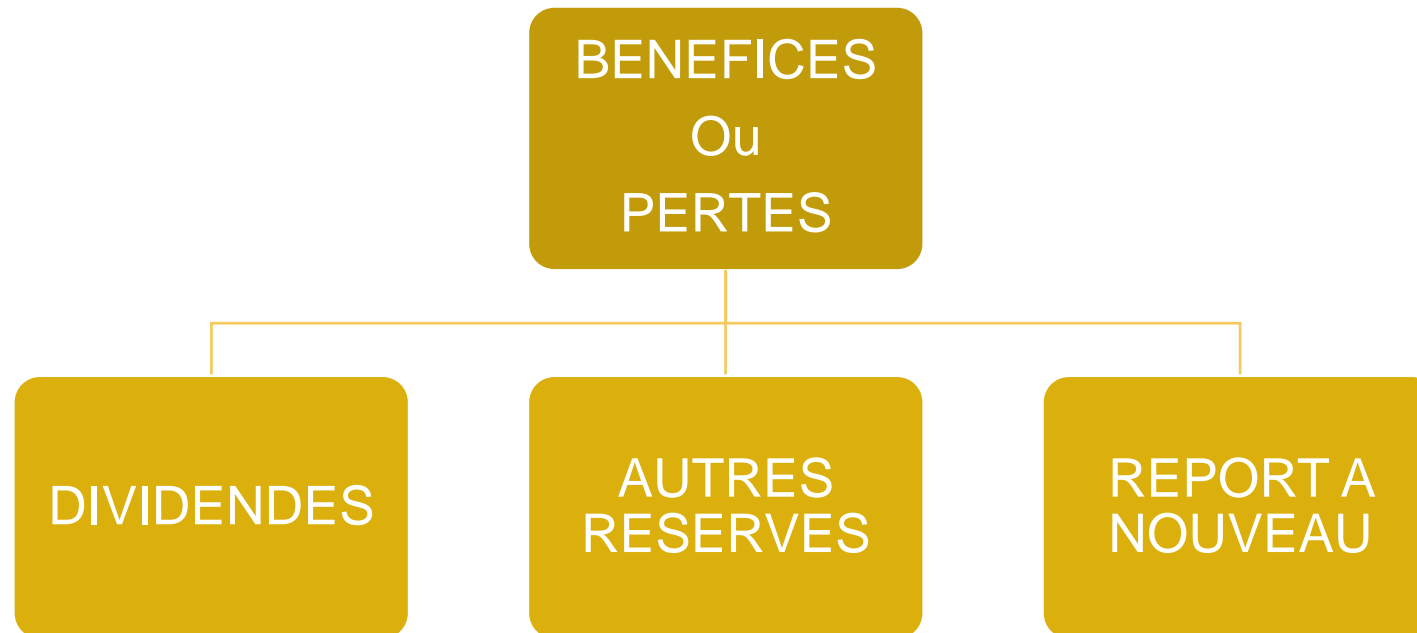 BENEFICES
Ou
PERTES
DIVIDENDES
AUTRES
RESERVES
REPORT A
NOUVEAU